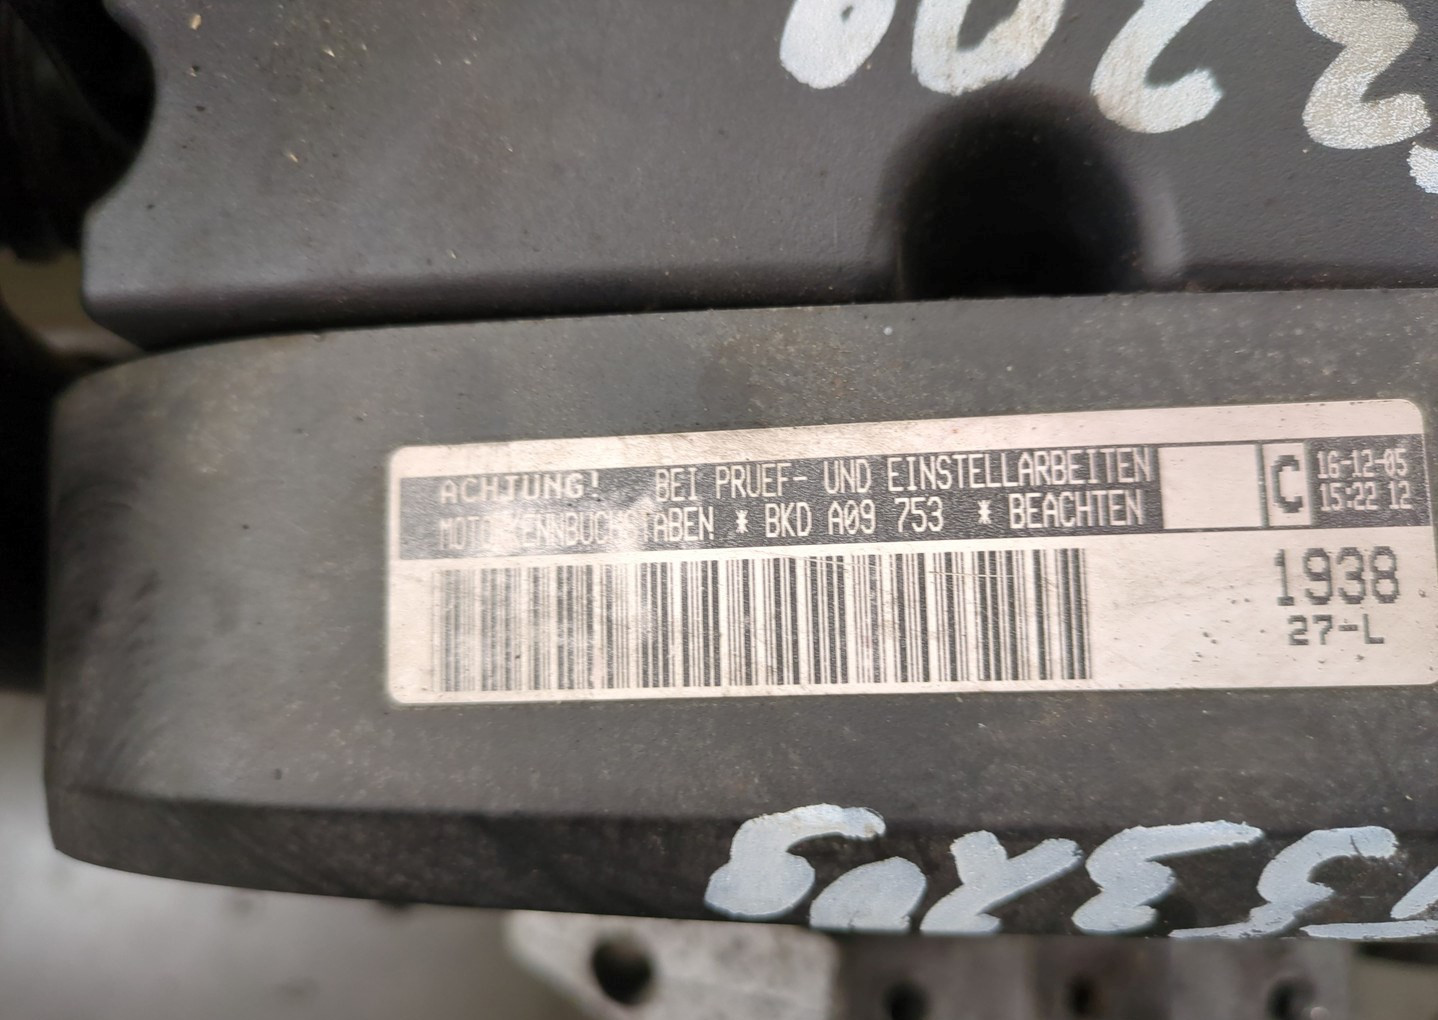 ACHTUNG! BEI PRUEF- UND EINSTELLARBEITEN
MOTORKENNBUCHSTABEN * BKD A09 753 * BEACHTEN
C
16-12-05
15:22 12
1938
27-L